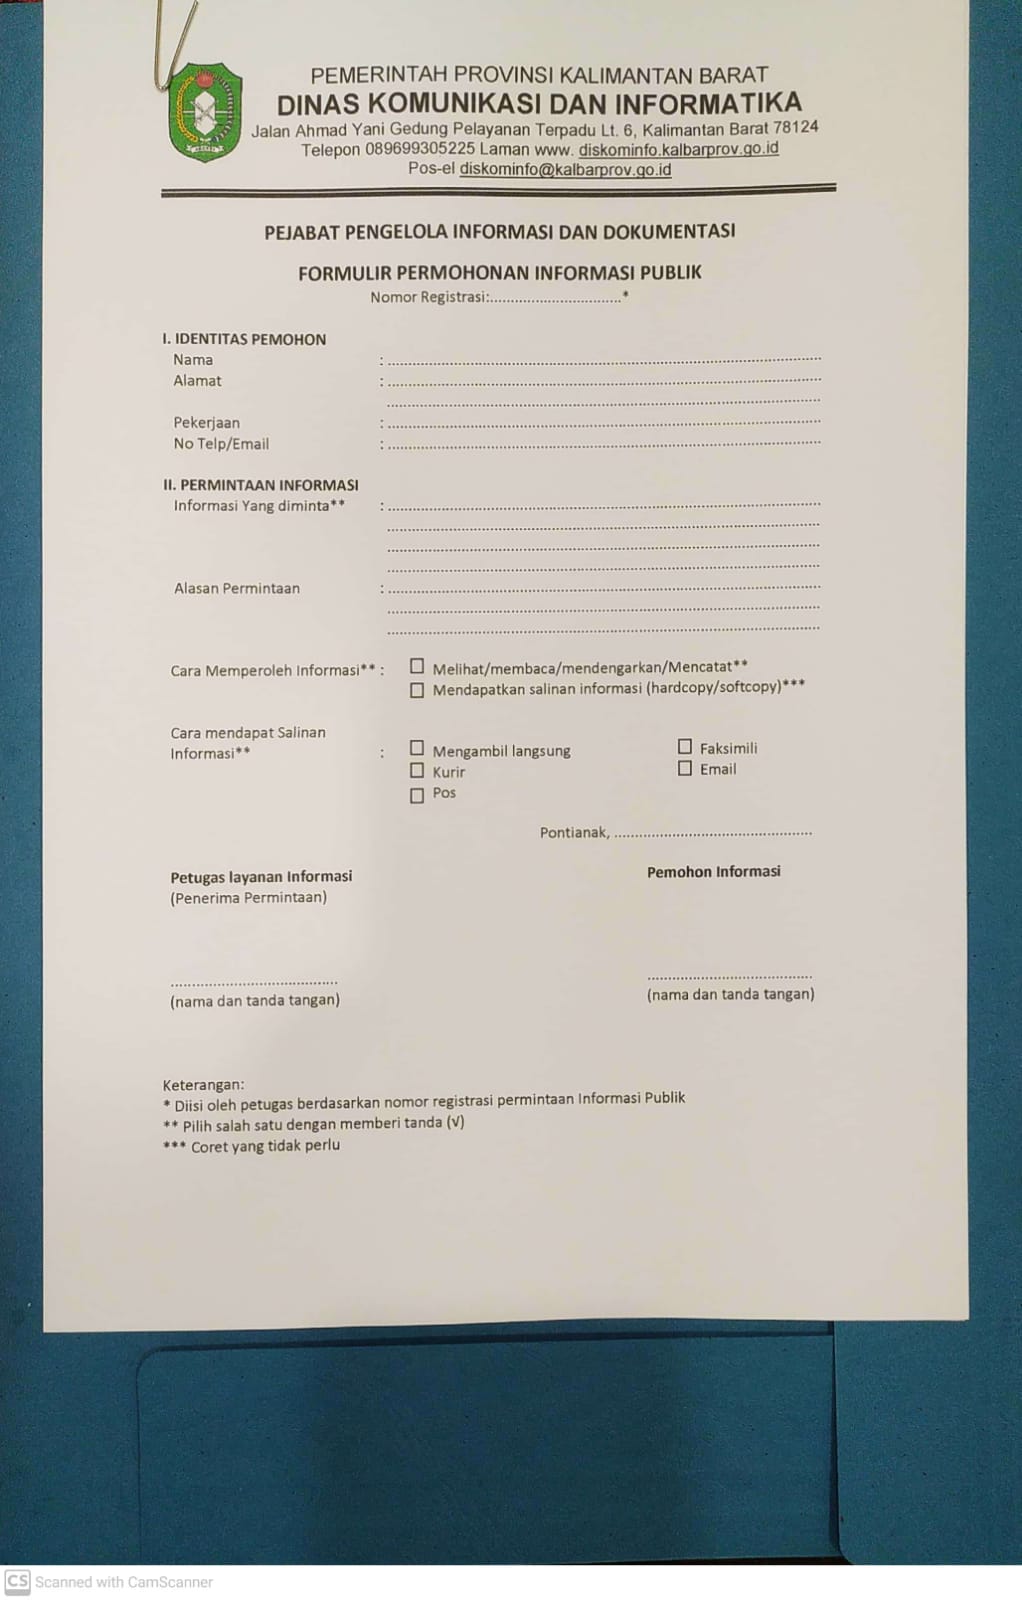 PEMERINTAH PROVINSI KALIMANTAN BARAT
DINAS KOMUNIKASI DAN INFORMATIKA
Jalan Ahmad Yani Gedung Pelayanan Terpadu Lt. 6, Kalimantan Barat 78124
Telepon 089699305225 Laman www. diskominfo.kalbarprov.go.id
Pos-el diskominfo@kalbarprov.go.id
PEJABAT PENGELOLA INFORMASI DAN DOKUMENTASI
FORMULIR PERMOHONAN INFORMASI PUBLIK
Nomor Registrasi:................................*
I. IDENTITAS PEMOHON
Nama :
Alamat :
Pekerjaan :
No Telp/Email :
II. PERMINTAAN INFORMASI
Informasi Yang diminta** :
Alasan Permintaan :
Cara Memperoleh Informasi** : ☐ Melihat/membaca/mendengarkan/Mencatat**
☐ Mendapatkan salinan informasi (hardcopy/softcopy)***
Cara mendapat Salinan
Informasi** : ☐ Mengambil langsung ☐ Faksimili
☐ Kurir ☐ Email
☐ Pos
Pontianak, ................................................
Petugas layanan Informasi Pemohon Informasi
(Penerima Permintaan)
(nama dan tanda tangan) (nama dan tanda tangan)
Keterangan:
* Diisi oleh petugas berdasarkan nomor registrasi permintaan Informasi Publik
** Pilih salah satu dengan memberi tanda (√)
*** Coret yang tidak perlu
CS Scanned with CamScanner